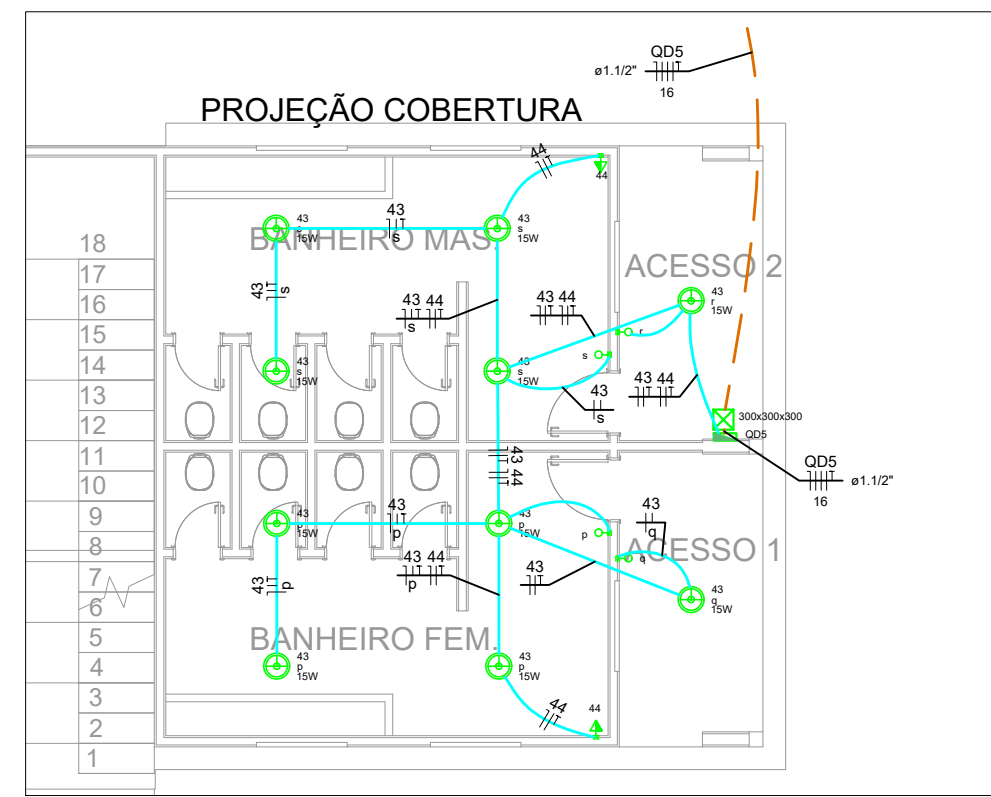 QD5
ø1.1/2"
16
PROJEÇÃO COBERTURA
44
44
43
s
15W
43
s
43
s
15W
BANHEIRO MAS.
ACESSO 2
18
17
16
15
14
13
12
11
10
9
8
7
6
5
4
3
2
1
43
s
43 44
s
43 44
43
r
15W
r
s
43
s
15W
43
s
15W
43
s
43 44
300x300x300
QD5
QD5
ø1.1/2"
16
43
44
43
p
15W
43
p
43
p
15W
p
43
q
q
ACESSO 1
43
p
43 44
p
43
43
q
15W
BANHEIRO FEM.
43
p
15W
43
p
15W
44
44